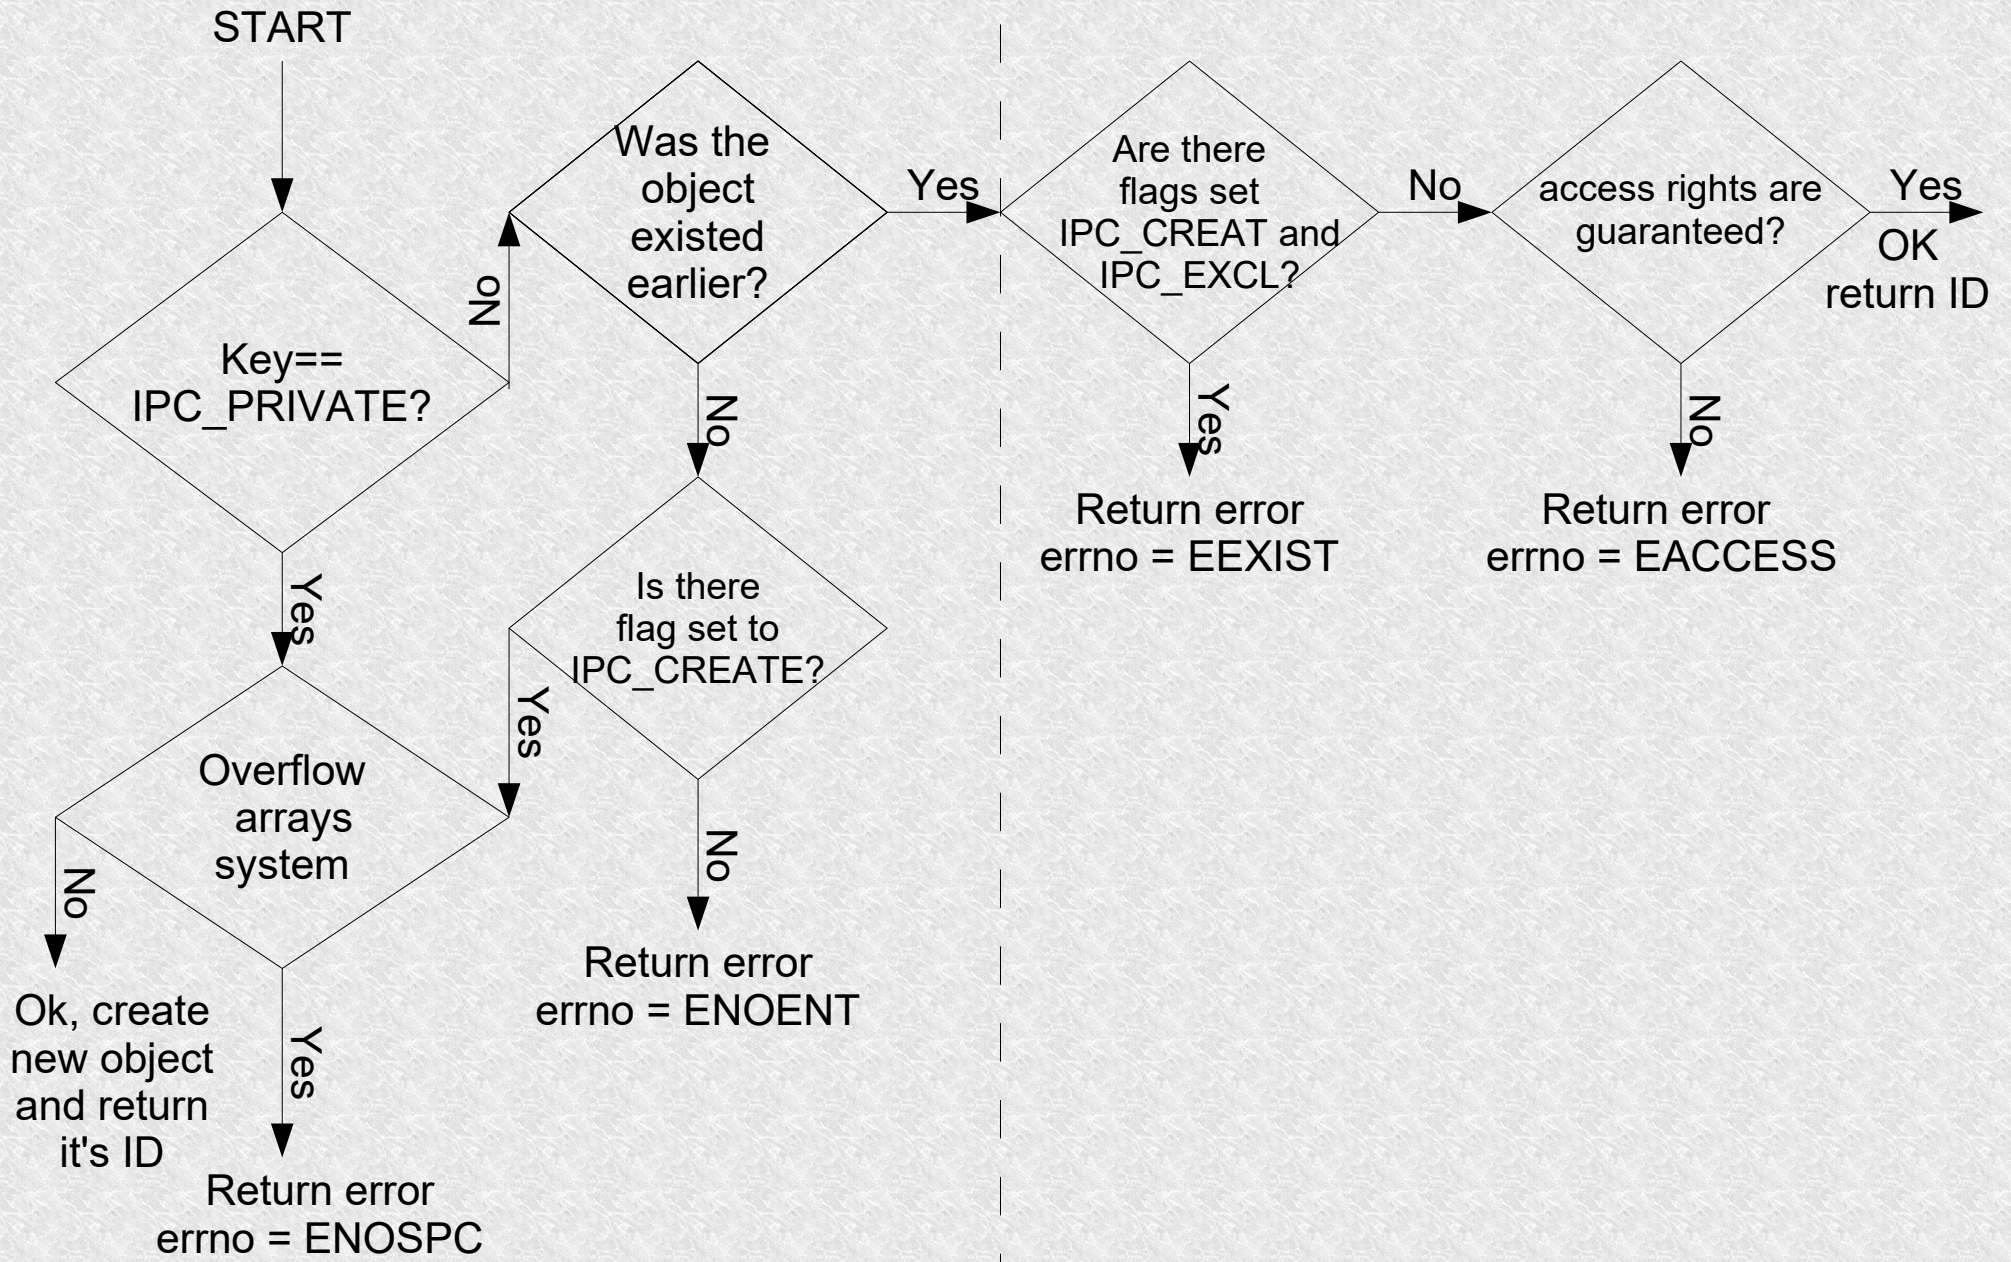 START
Key==
IPC_PRIVATE?
No
Was the
object
existed
earlier?
Yes
Are there
flags set
IPC_CREAT and
IPC_EXCL?
No
access rights are
guaranteed?
Yes
OK
return ID
No
Yes
No
Return error
errno = EEXIST
Return error
errno = EACCESS
Yes
Is there
flag set to
IPC_CREATE?
Yes
Overflow
arrays
system
No
No
Return error
errno = ENOENT
Ok, create
new object
and return
it's ID
Yes
Return error
errno = ENOSPC